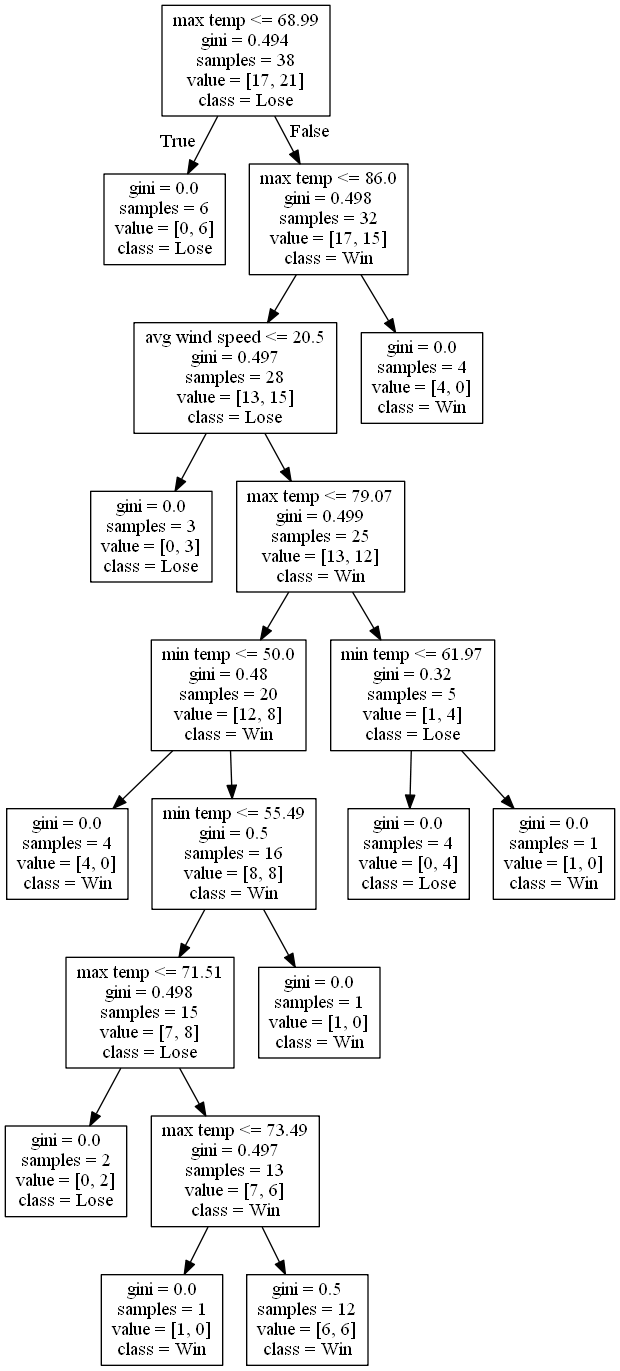 max temp <= 68.99
gini = 0.494
samples = 38
value = [17, 21]
class = Lose
True
False
gini = 0.0
samples = 6
value = [0, 6]
class = Lose
max temp <= 86.0
gini = 0.498
samples = 32
value = [17, 15]
class = Win
avg wind speed <= 20.5
gini = 0.497
samples = 28
value = [13, 15]
class = Lose
gini = 0.0
samples = 4
value = [4, 0]
class = Win
gini = 0.0
samples = 3
value = [0, 3]
class = Lose
max temp <= 79.07
gini = 0.499
samples = 25
value = [13, 12]
class = Win
min temp <= 50.0
gini = 0.48
samples = 20
value = [12, 8]
class = Win
min temp <= 61.97
gini = 0.32
samples = 5
value = [1, 4]
class = Lose
gini = 0.0
samples = 4
value = [4, 0]
class = Win
min temp <= 55.49
gini = 0.5
samples = 16
value = [8, 8]
class = Win
gini = 0.0
samples = 4
value = [0, 4]
class = Lose
gini = 0.0
samples = 1
value = [1, 0]
class = Win
max temp <= 71.51
gini = 0.498
samples = 15
value = [7, 8]
class = Lose
gini = 0.0
samples = 1
value = [1, 0]
class = Win
gini = 0.0
samples = 2
value = [0, 2]
class = Lose
max temp <= 73.49
gini = 0.497
samples = 13
value = [7, 6]
class = Win
gini = 0.0
samples = 1
value = [1, 0]
class = Win
gini = 0.5
samples = 12
value = [6, 6]
class = Win